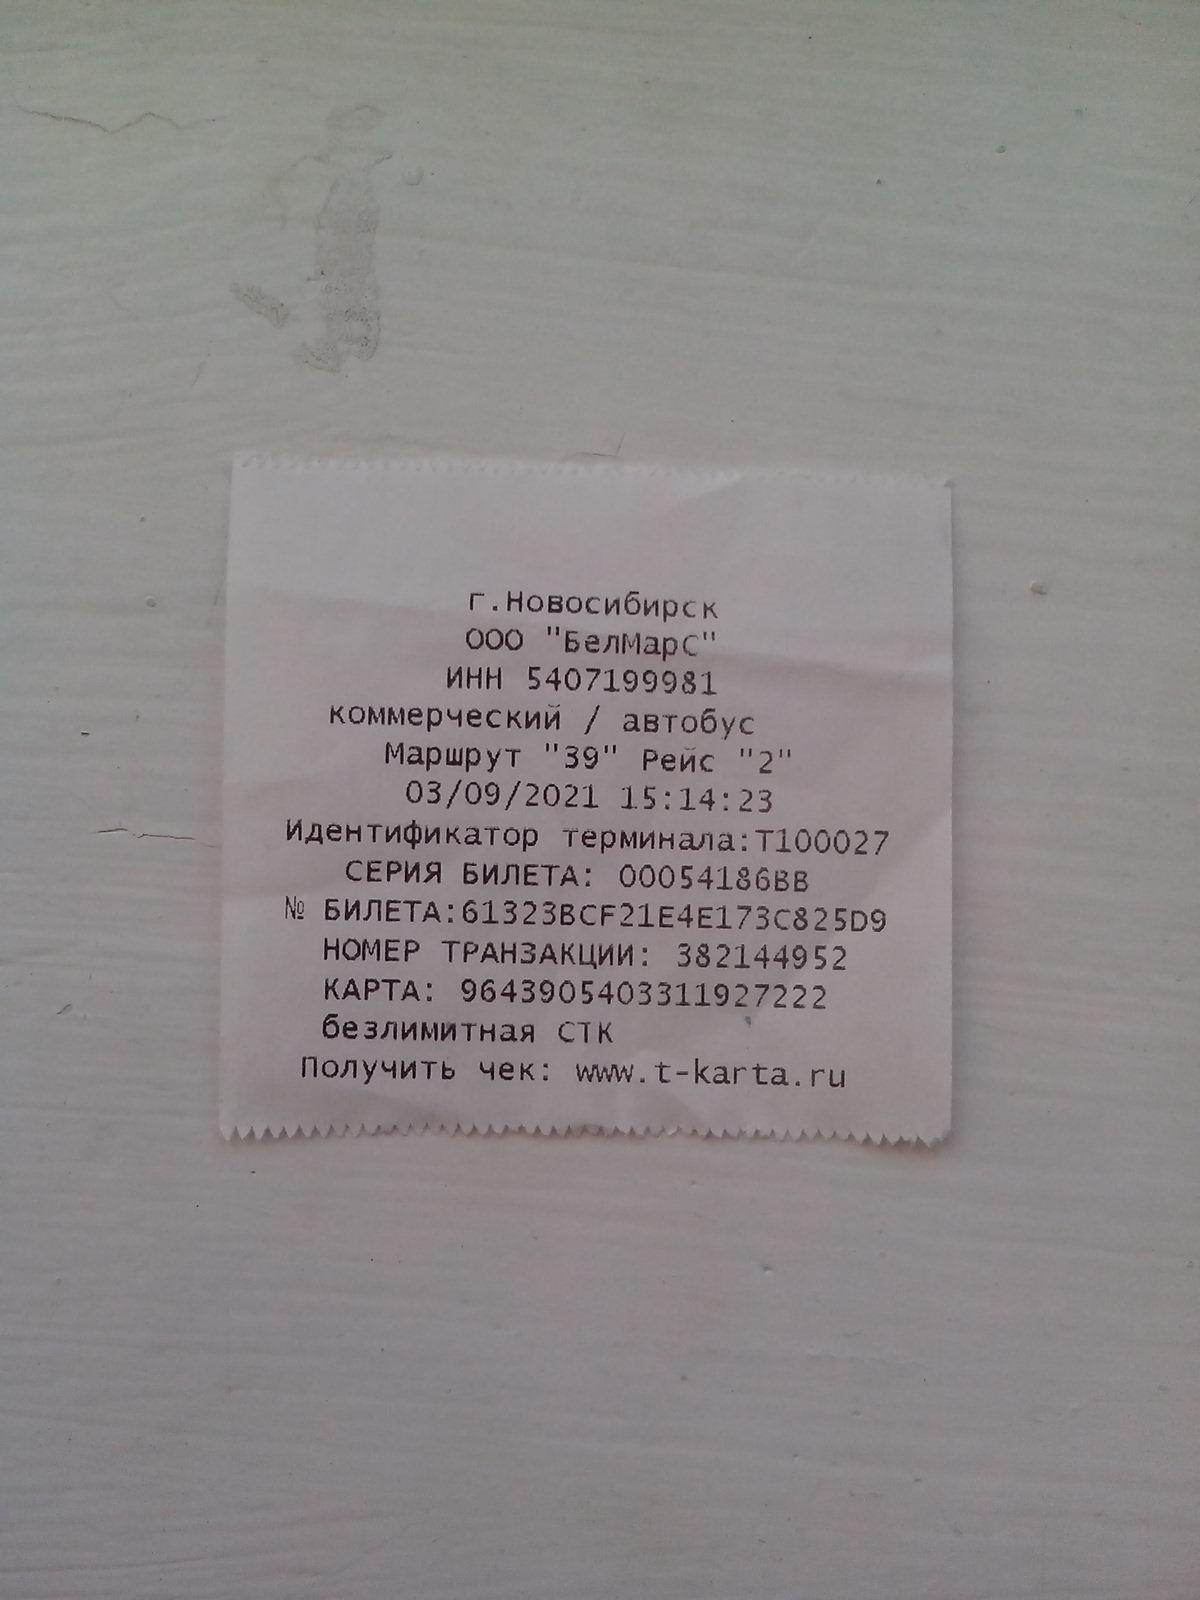 г.Новосибирск
ООО "БелМарС"
ИНН 5407199981
коммерческий / автобус
Маршрут "39" Рейс "2"
03/09/2021 15:14:23
Идентификатор терминала:Т100027
СЕРИЯ БИЛЕТА: 00054186BB
№ БИЛЕТА:61323BCF21E4E173C825D9
НОМЕР ТРАНЗАКЦИИ: 382144952
КАРТА: 9643905403311927222
безлимитная СТК
Получить чек: www.t-karta.ru